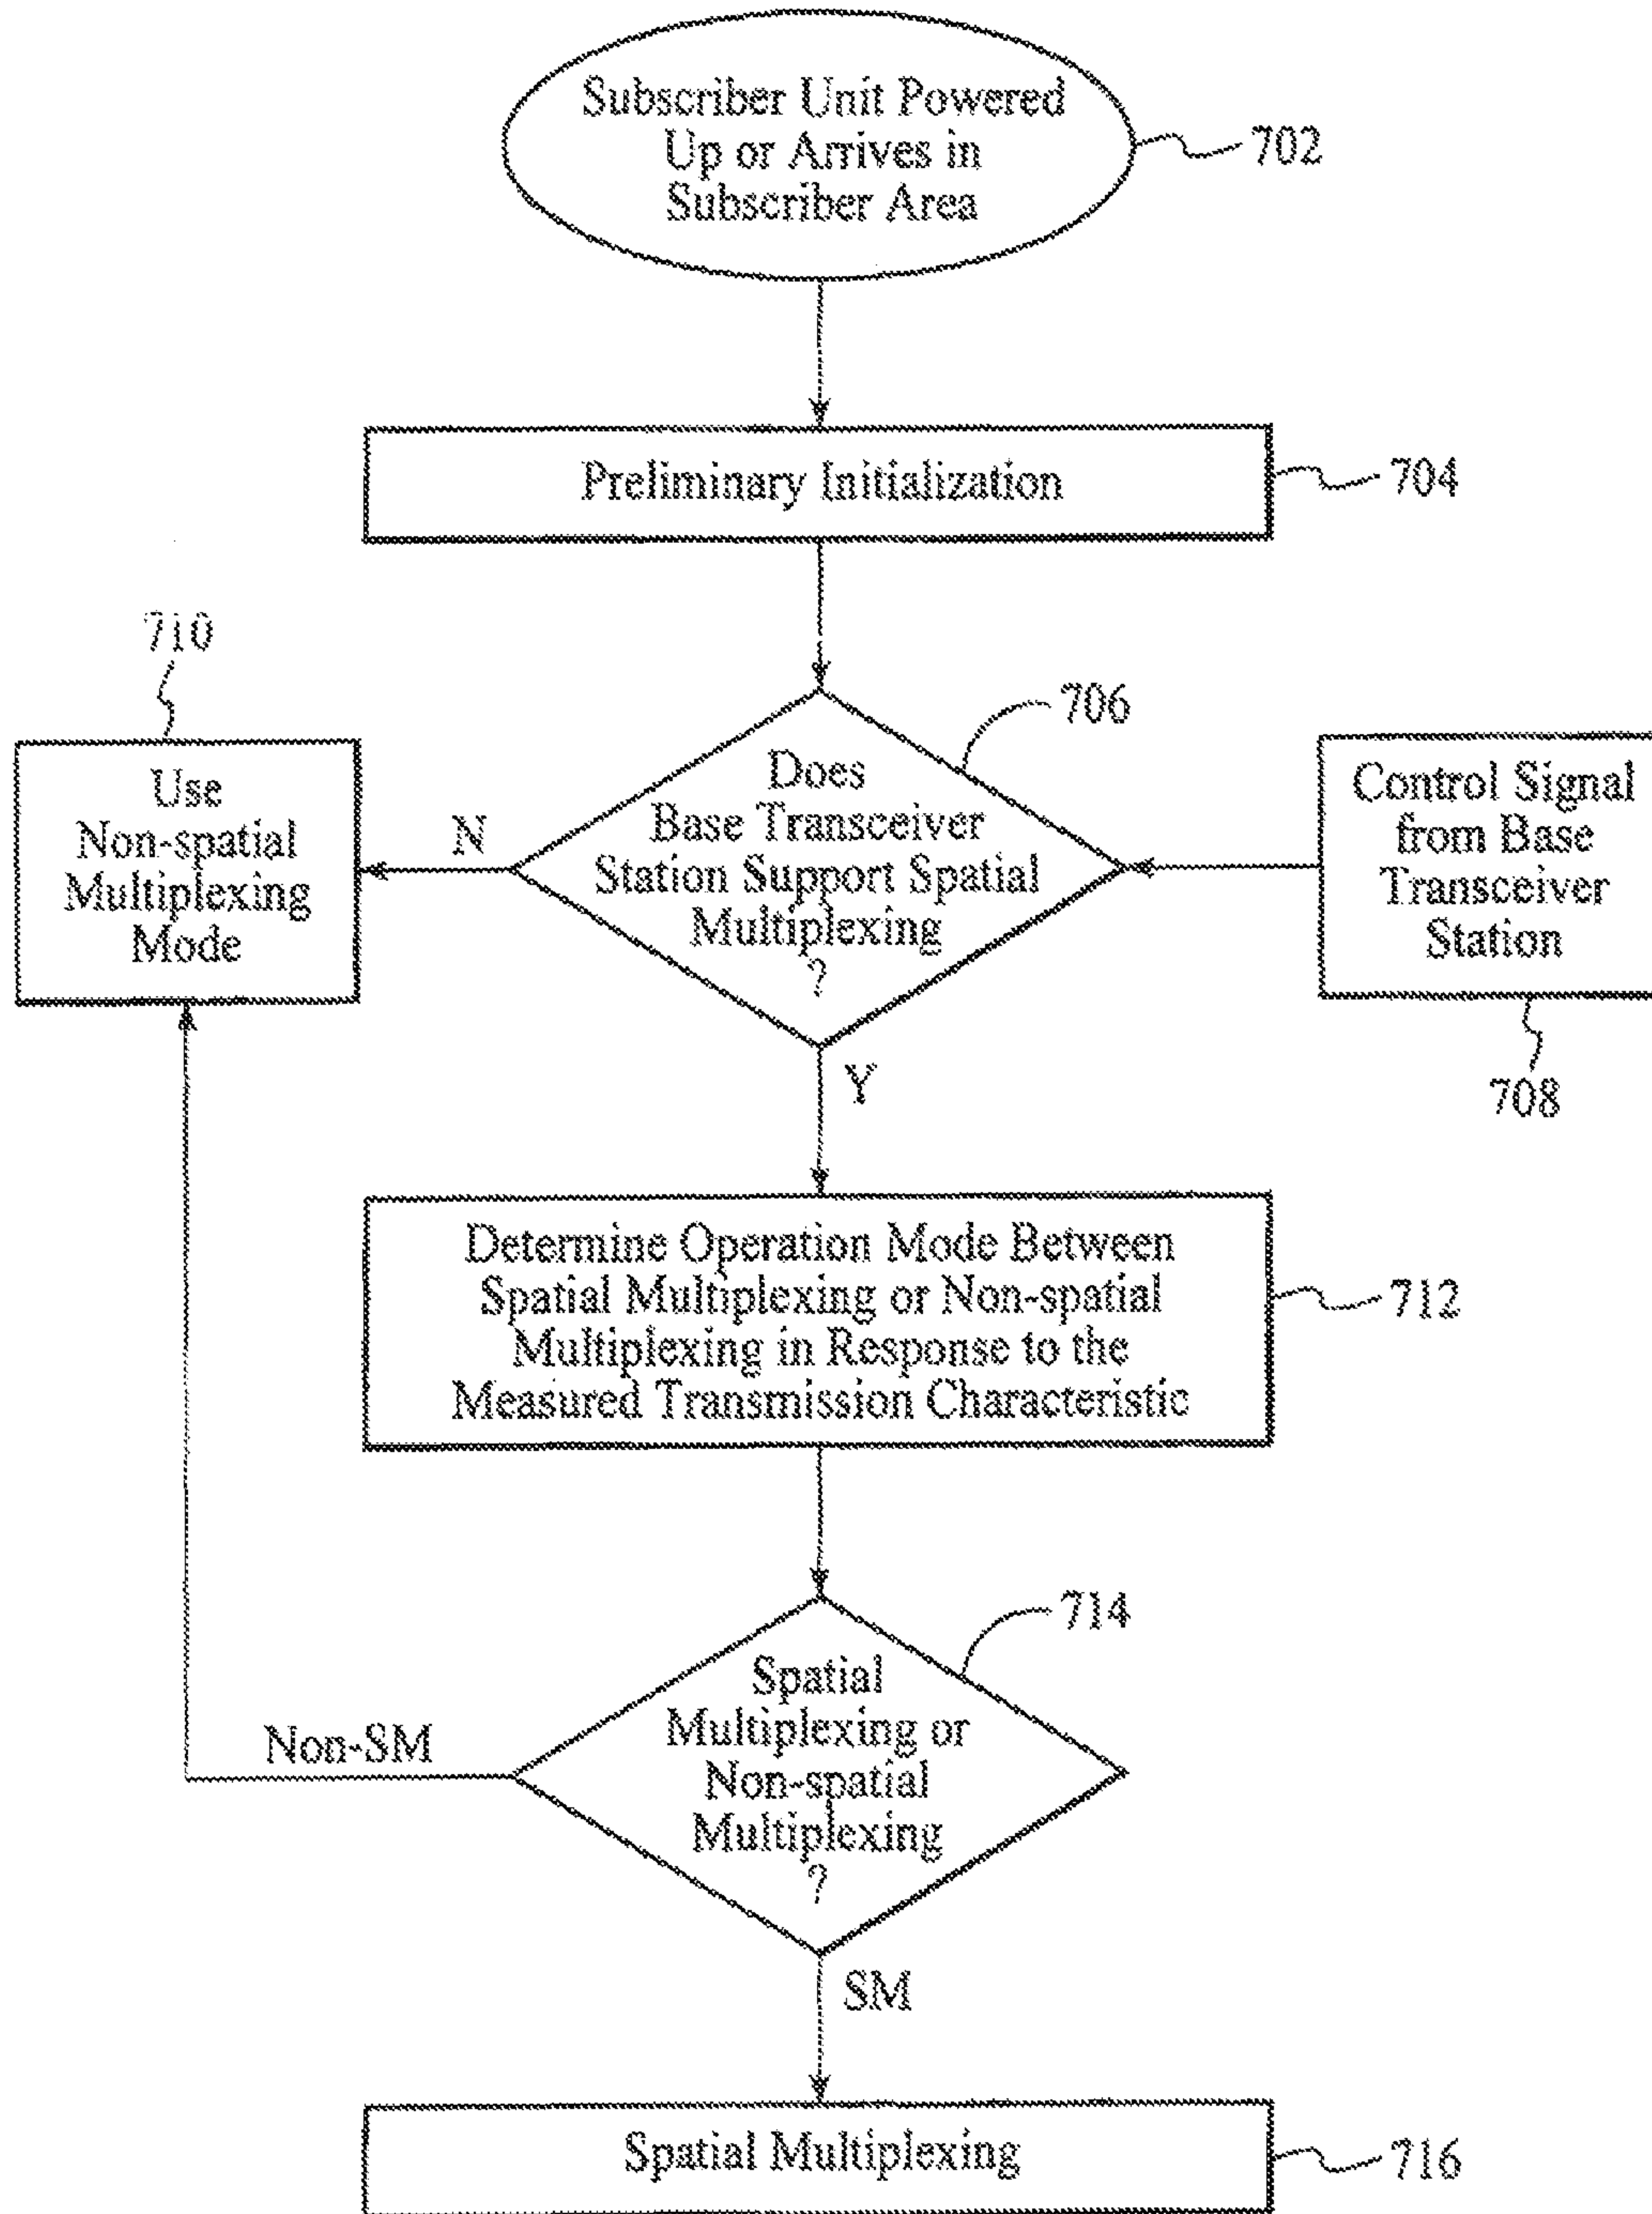 Subscriber Unit Powered
Up or Arrives in
Subscriber Area
702
Preliminary Initialization
704
710
Use
Non-spatial
Multiplexing
Mode
N
706
Does
Base Transceiver
Station Support Spatial
Multiplexing
?
Control Signal
from Base
Transceiver
Station
708
Y
Determine Operation Mode Between
Spatial Multiplexing or Non-spatial
Multiplexing in Response to the
Measured Transmission Characteristic
712
714
Spatial
Multiplexing or
Non-spatial
Multiplexing
?
Non-SM
SM
Spatial Multiplexing
716